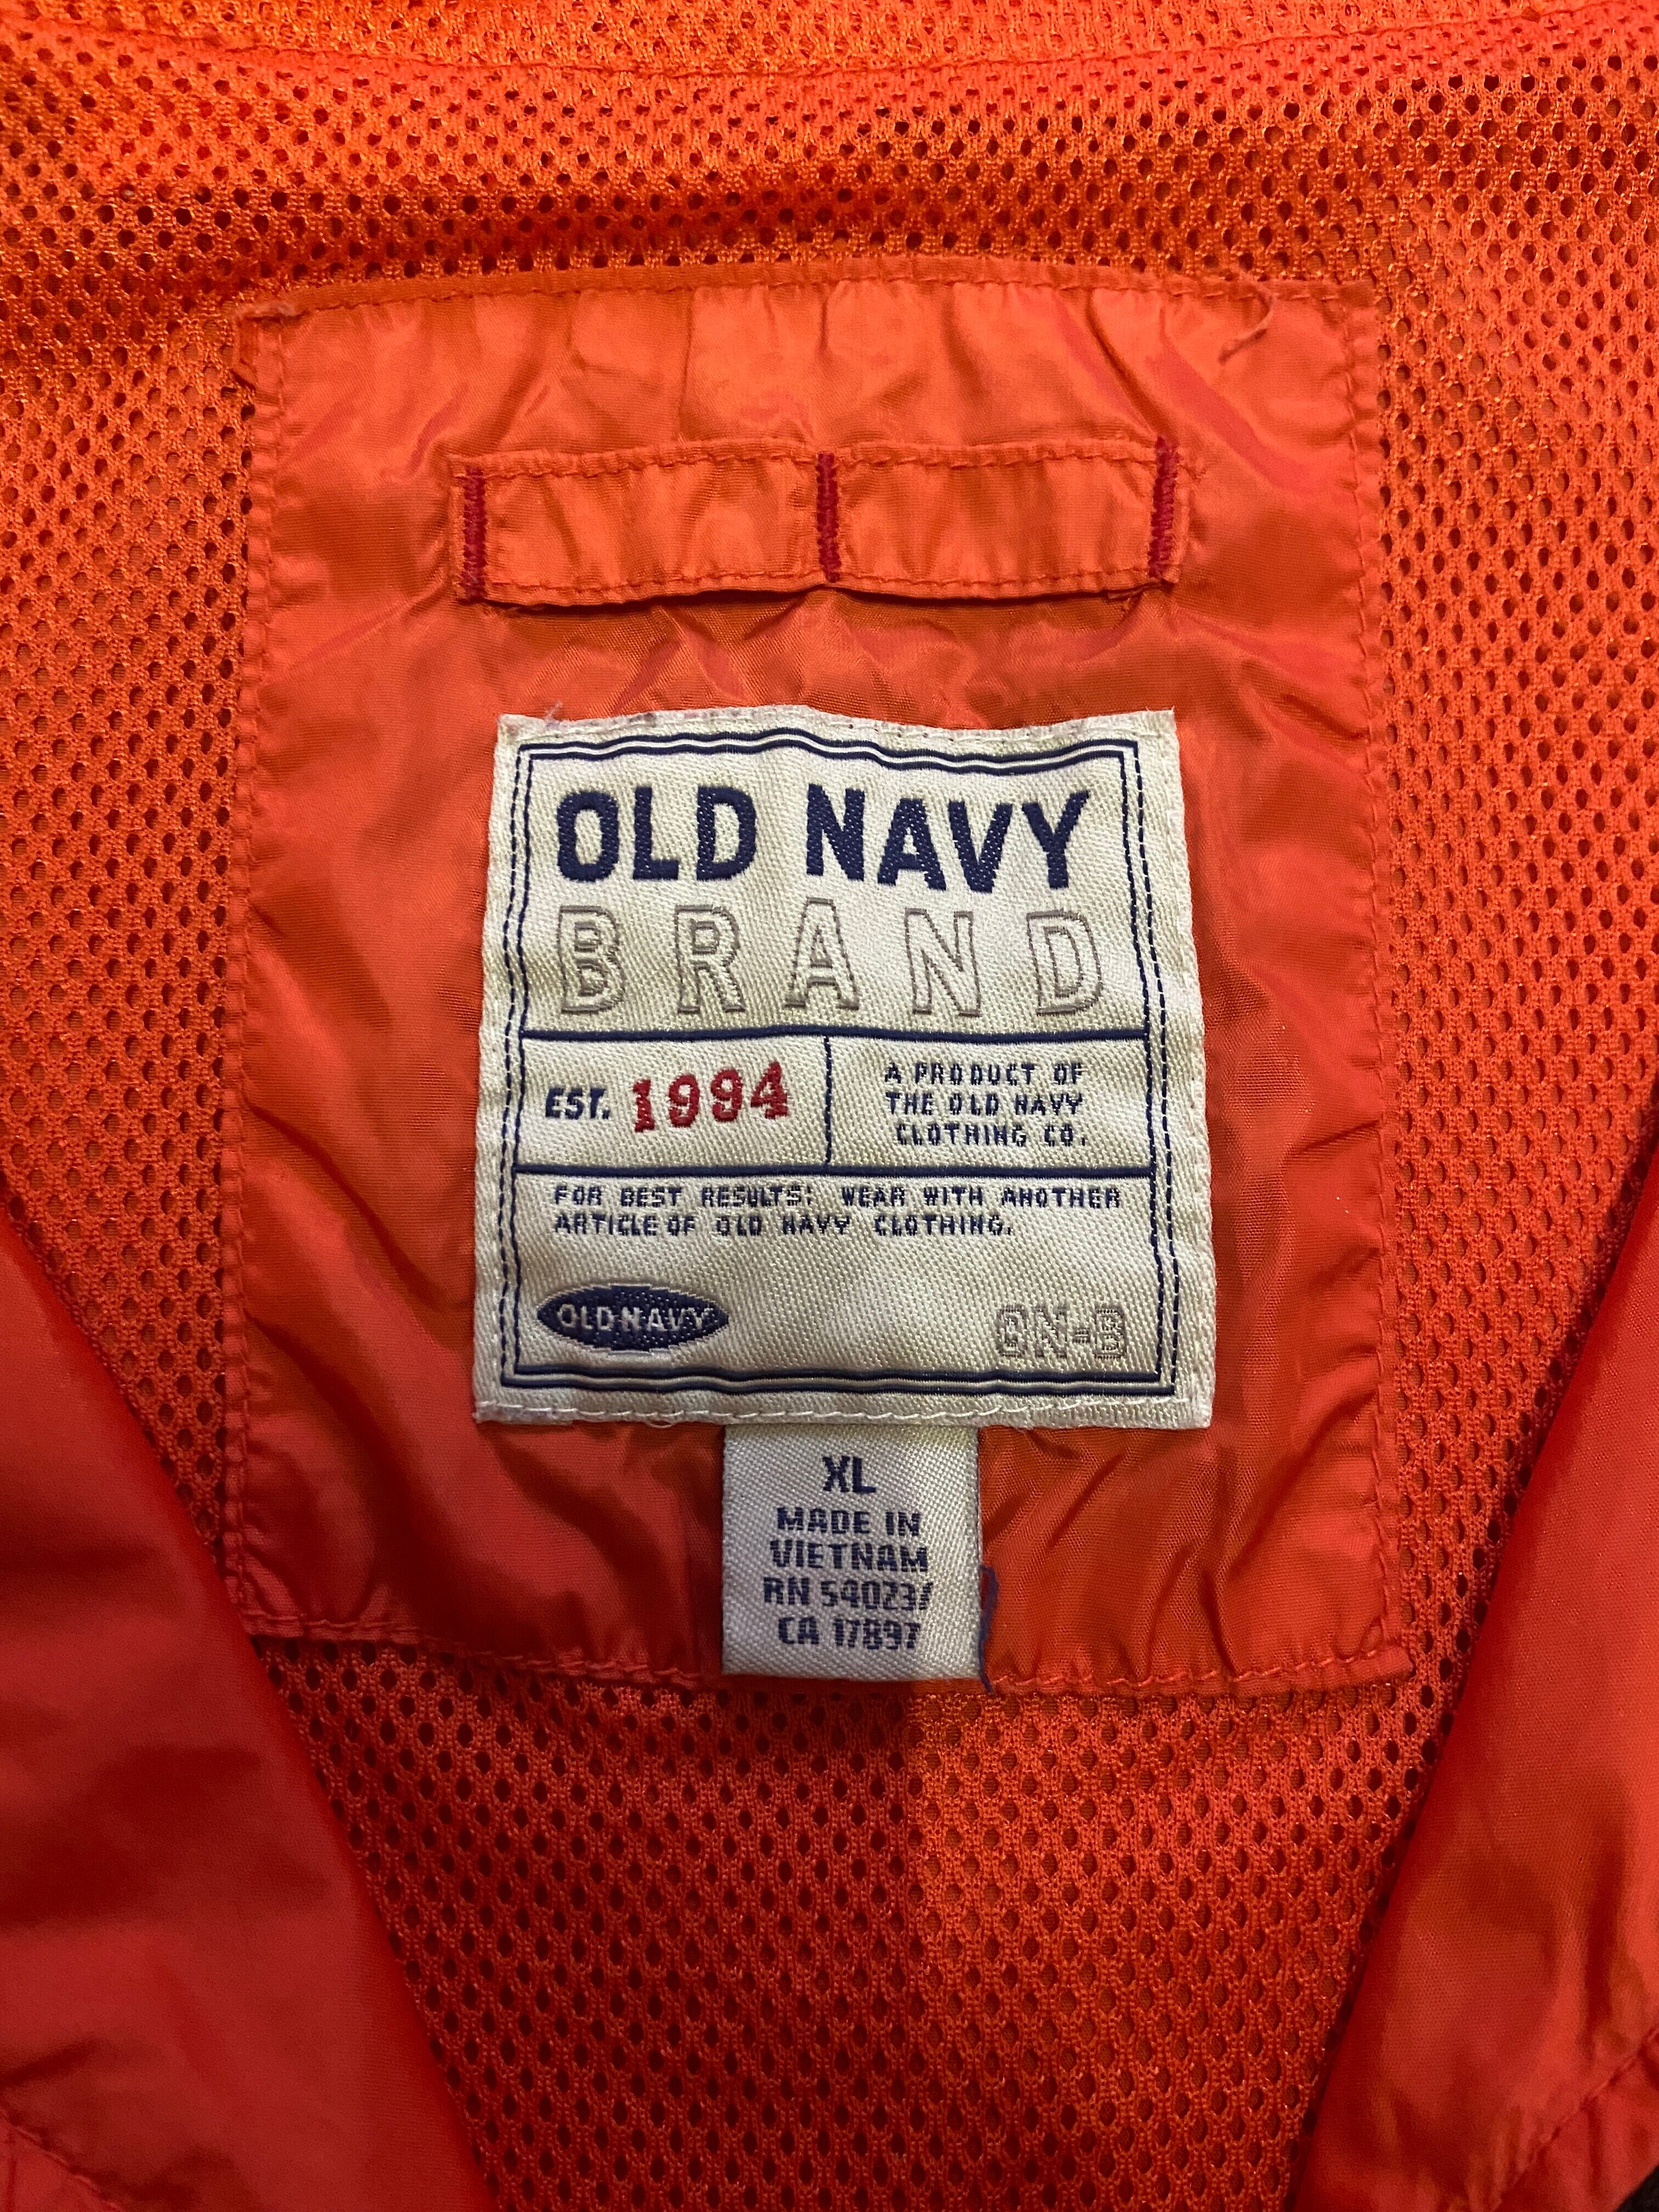 OLD NAVY
BRAND
EST. 1994
A PRODUCT OF
THE OLD NAVY
CLOTHING CO.
FOR BEST RESULTS: WEAR WITH ANOTHER
ARTICLE OF OLD NAVY CLOTHING.
OLD NAVY
ON-B
XL
MADE IN
VIETNAM
RN 54023/
CA 17897